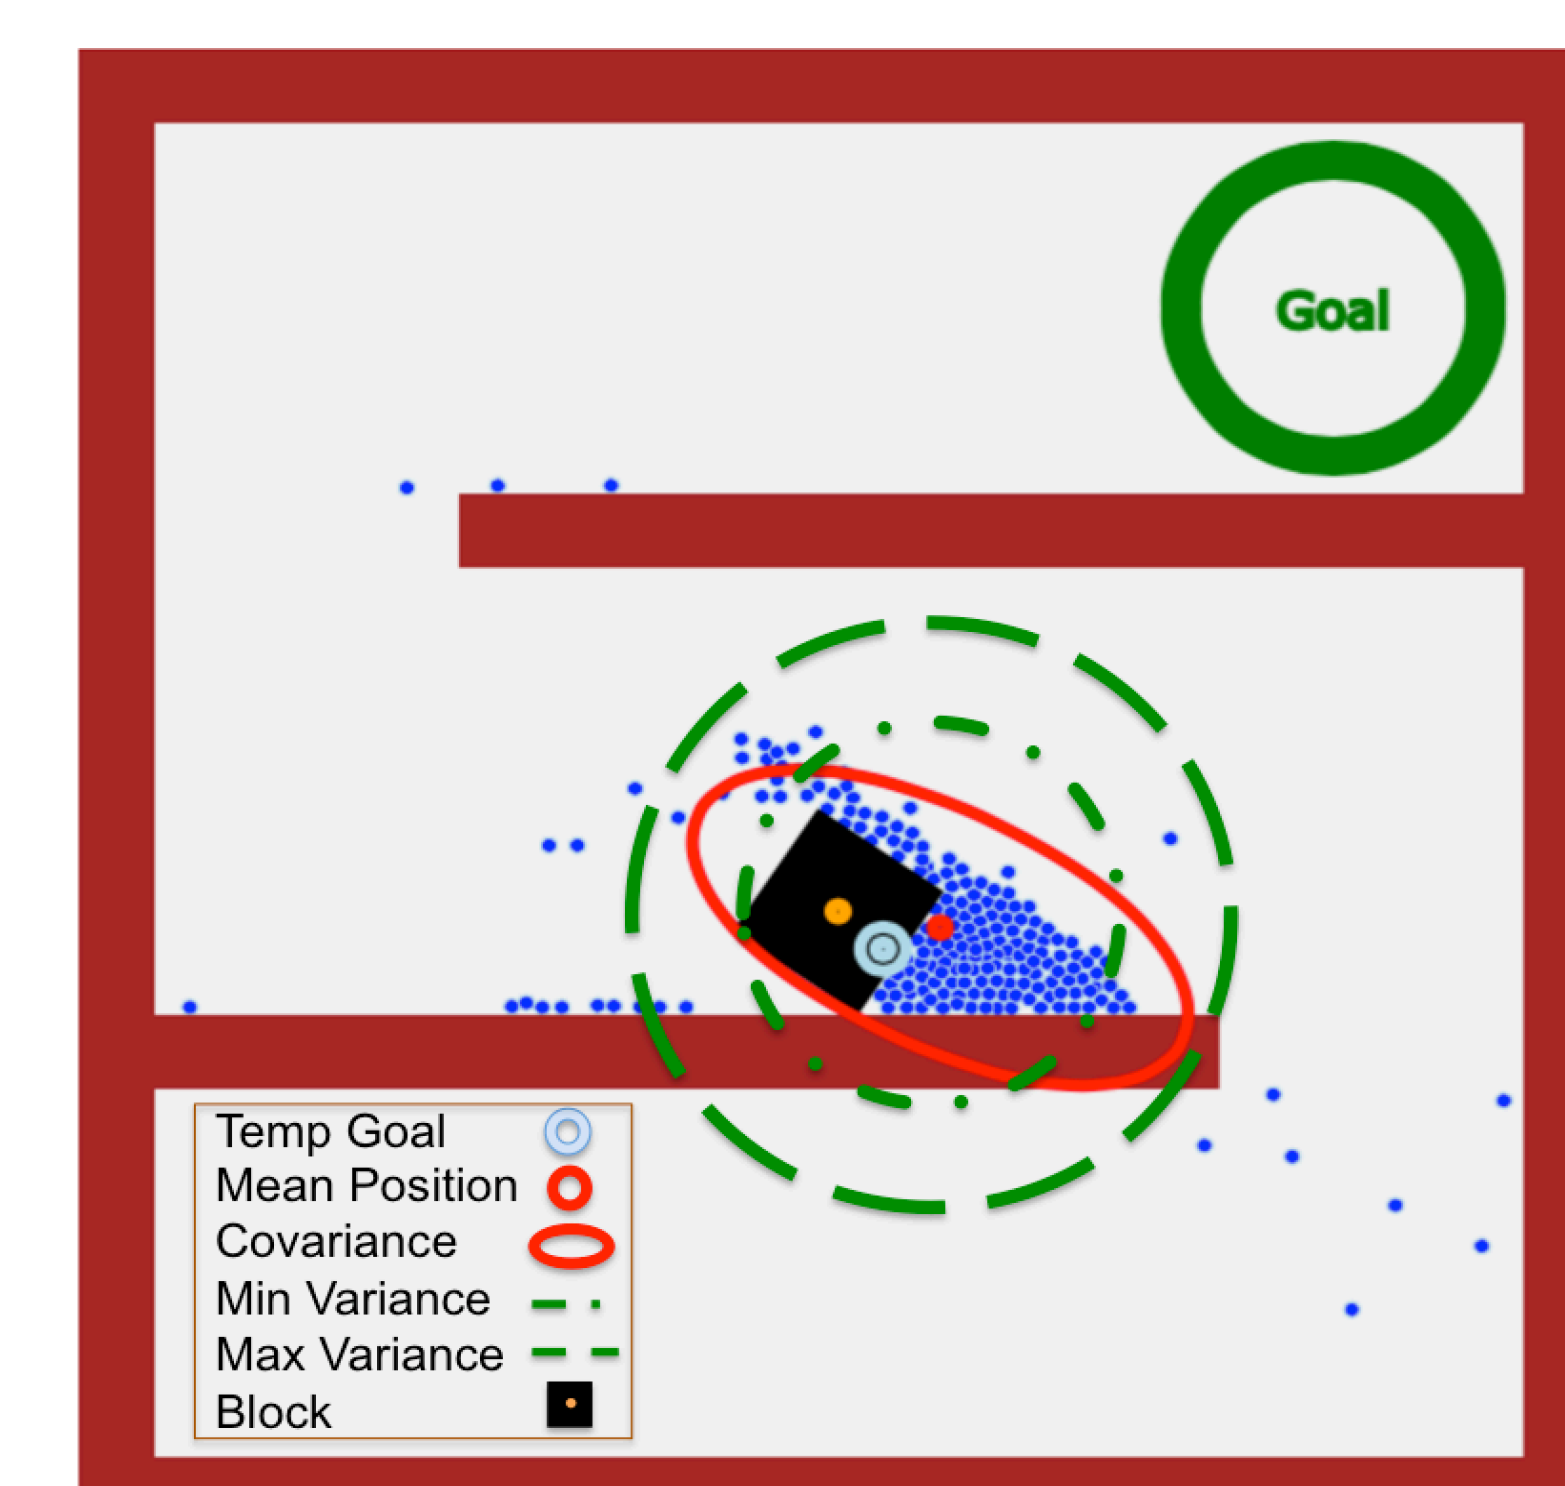 Goal
Temp Goal
Mean Position
Covariance
Min Variance
Max Variance
Block